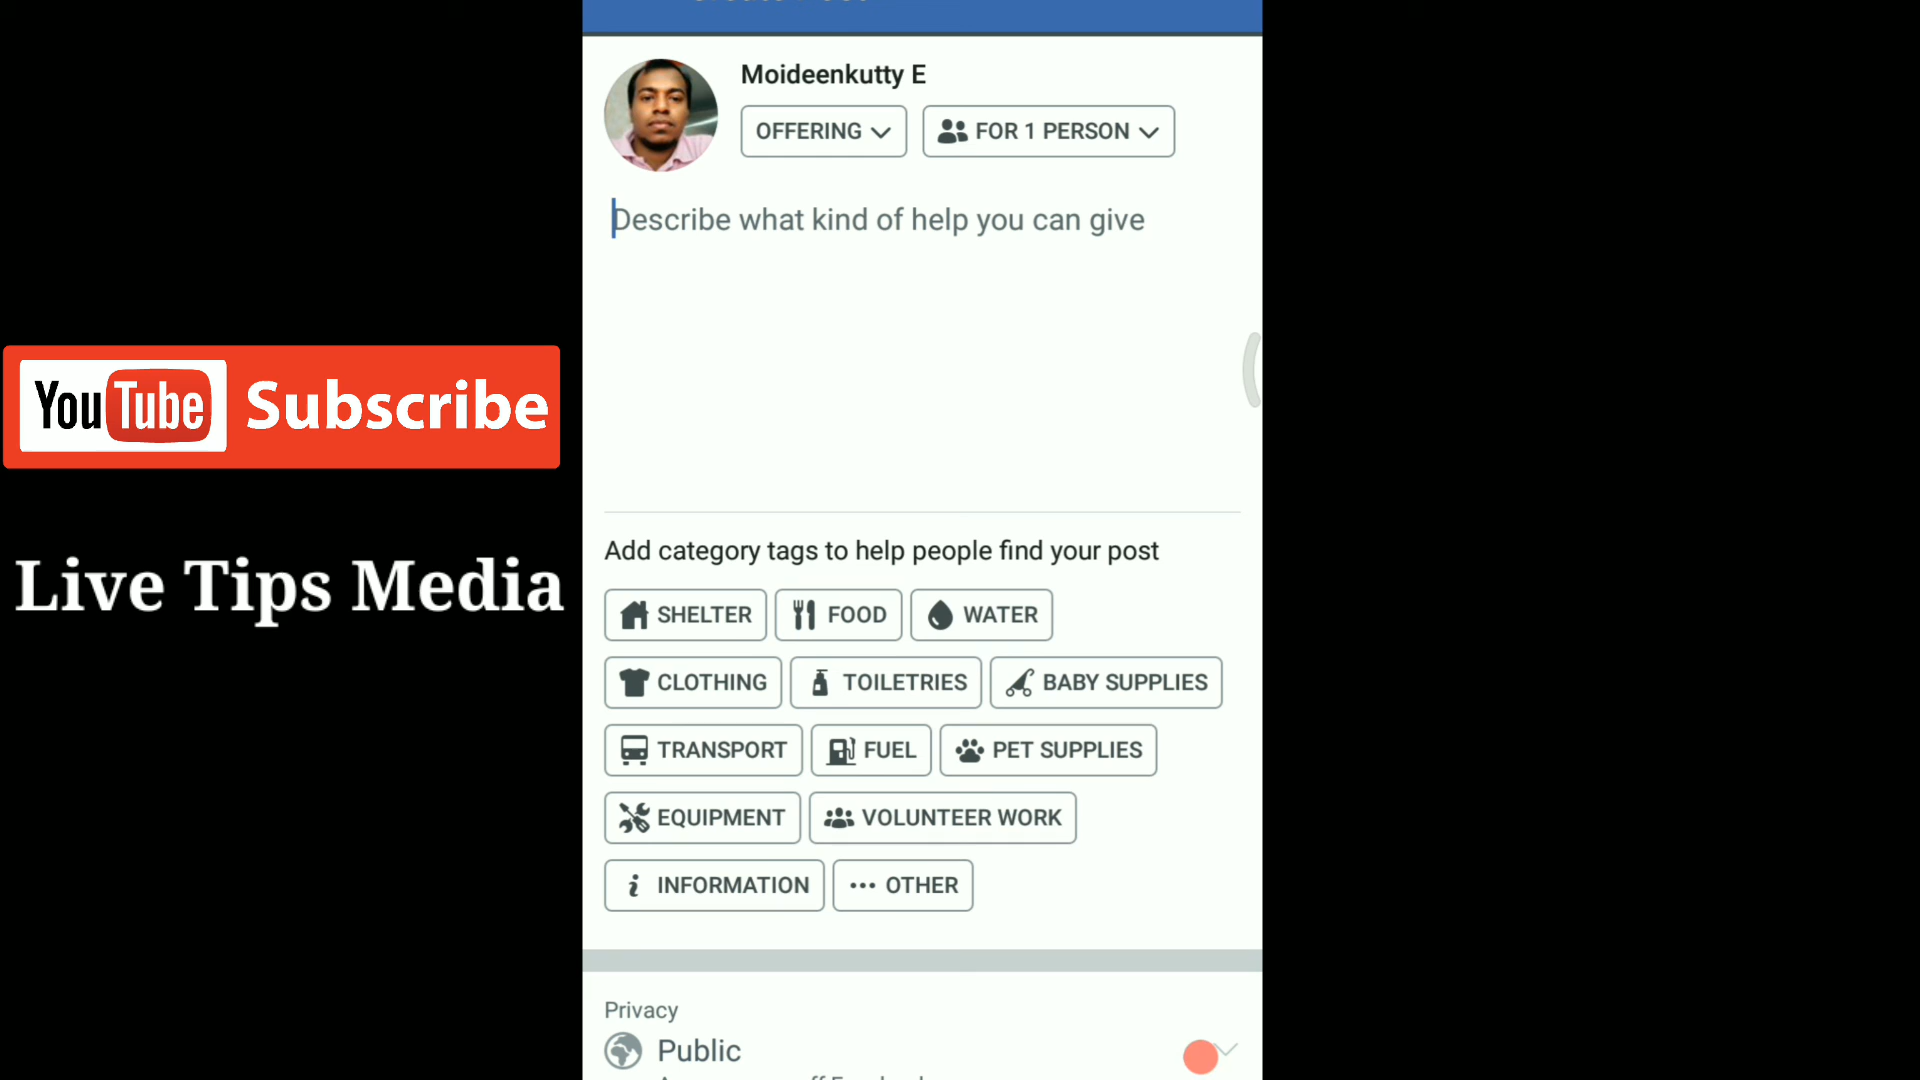 Moideenkutty E
OFFERING
FOR 1 PERSON
Describe what kind of help you can give
YouTube Subscribe
Live Tips Media
Add category tags to help people find your post
SHELTER
FOOD
WATER
CLOTHING
TOILETRIES
BABY SUPPLIES
TRANSPORT
FUEL
PET SUPPLIES
EQUIPMENT
VOLUNTEER WORK
INFORMATION
OTHER
Privacy
Public